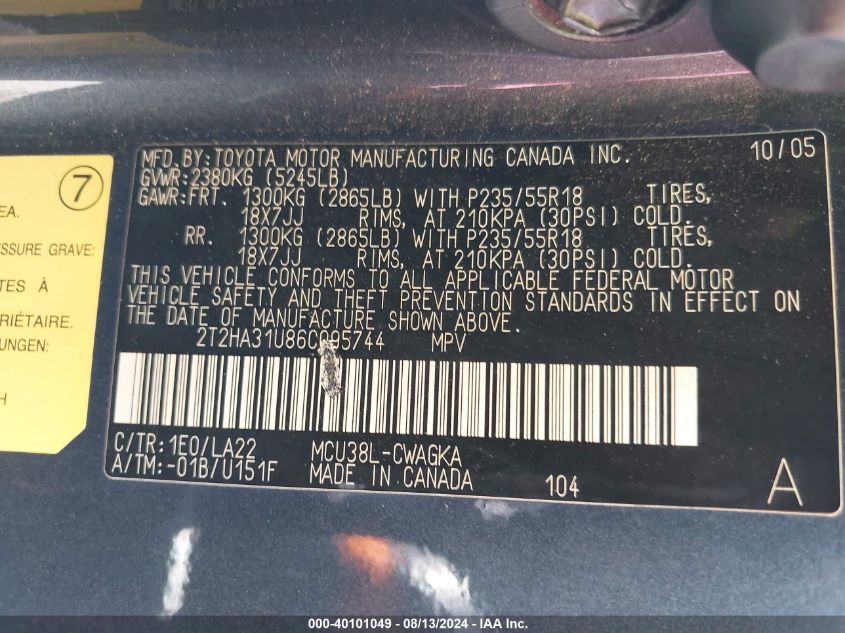 7
EA.
ESSURE GRAVE:
TES À
RIÉTAIRE.
UNGEN:
H
MFD. BY: TOYOTA MOTOR MANUFACTURING CANADA INC. 10/05
GVWR: 2380KG (5245LB)
GAWR: FRT. 1300KG (2865LB) WITH P235/55R18 TIRES,
18X7JJ RIMS, AT 210KPA (30PSI) COLD.
RR. 1300KG (2865LB) WITH P235/55R18 TIRES,
18X7JJ RIMS, AT 210KPA (30PSI) COLD.
THIS VEHICLE CONFORMS TO ALL APPLICABLE FEDERAL MOTOR
VEHICLE SAFETY AND THEFT PREVENTION STANDARDS IN EFFECT ON
THE DATE OF MANUFACTURE SHOWN ABOVE.
2T2HA31U86C095744 MPV
C/TR: 1E0/LA22 MCU38L-CWAGKA
A/TM: -01B/U151F MADE IN CANADA 104 A
000-40101049 - 08/13/2024 - IAA Inc.